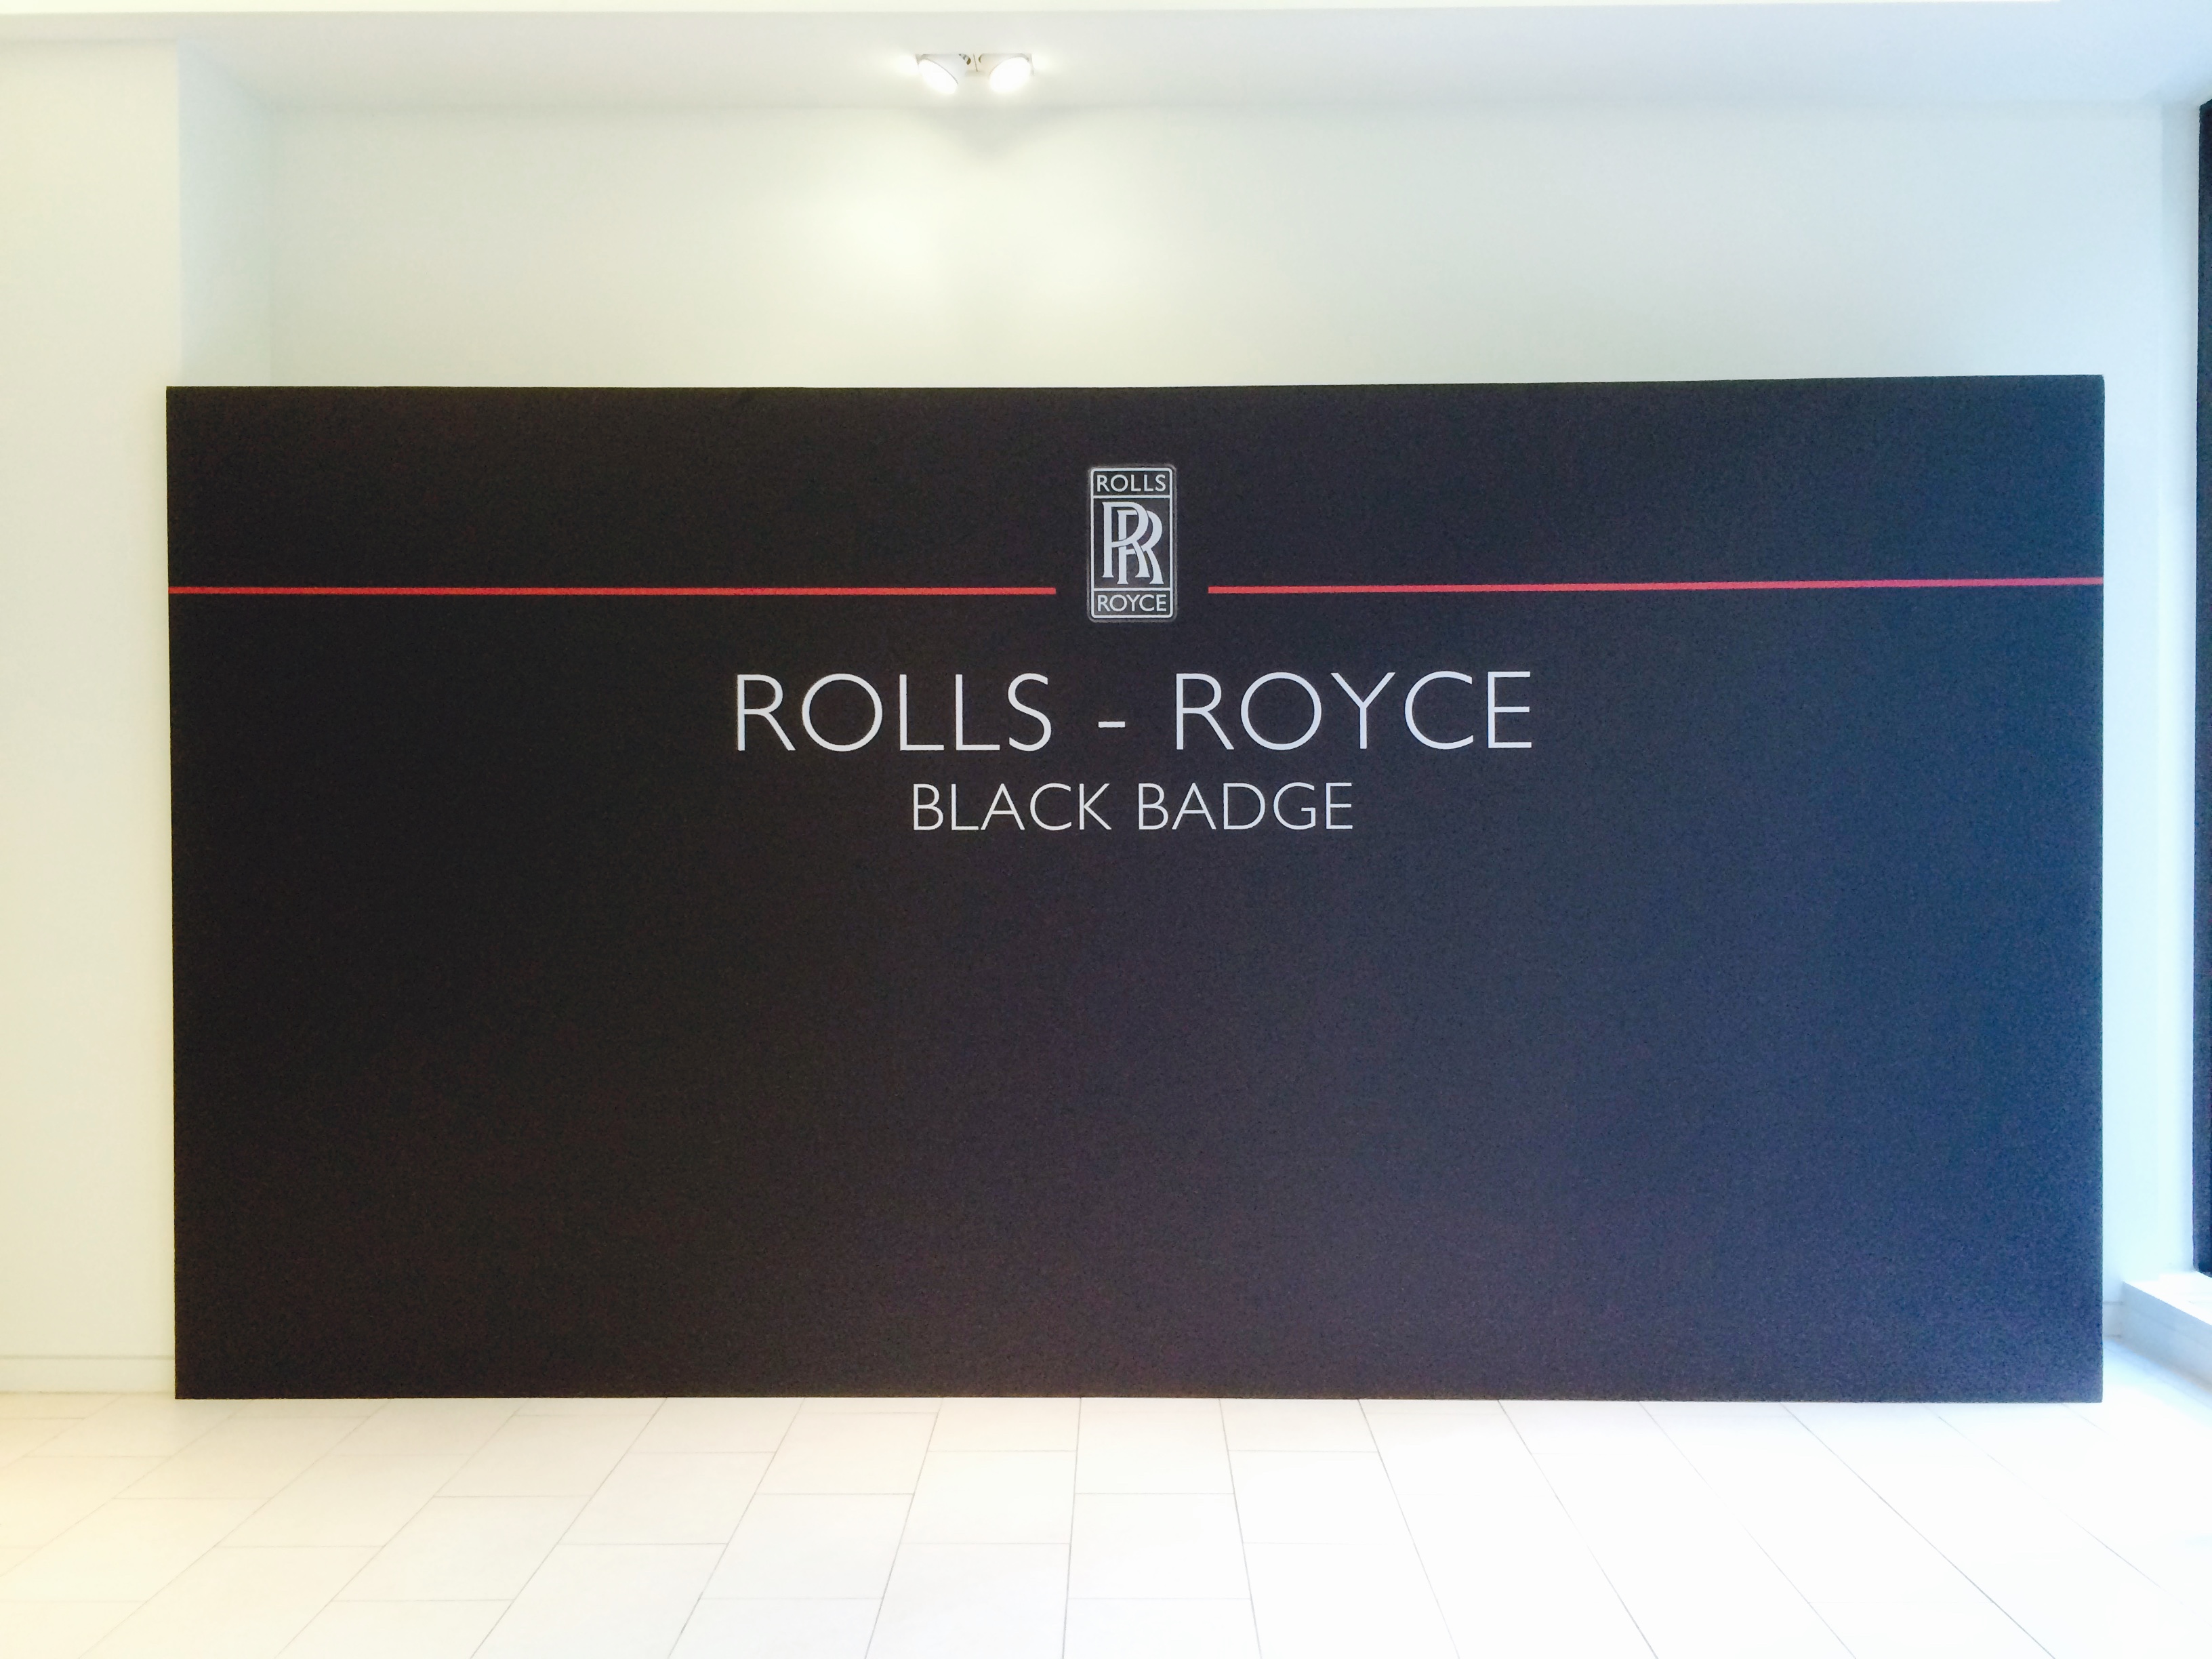 ROLLS
RR
ROYCE
ROLLS - ROYCE
BLACK BADGE